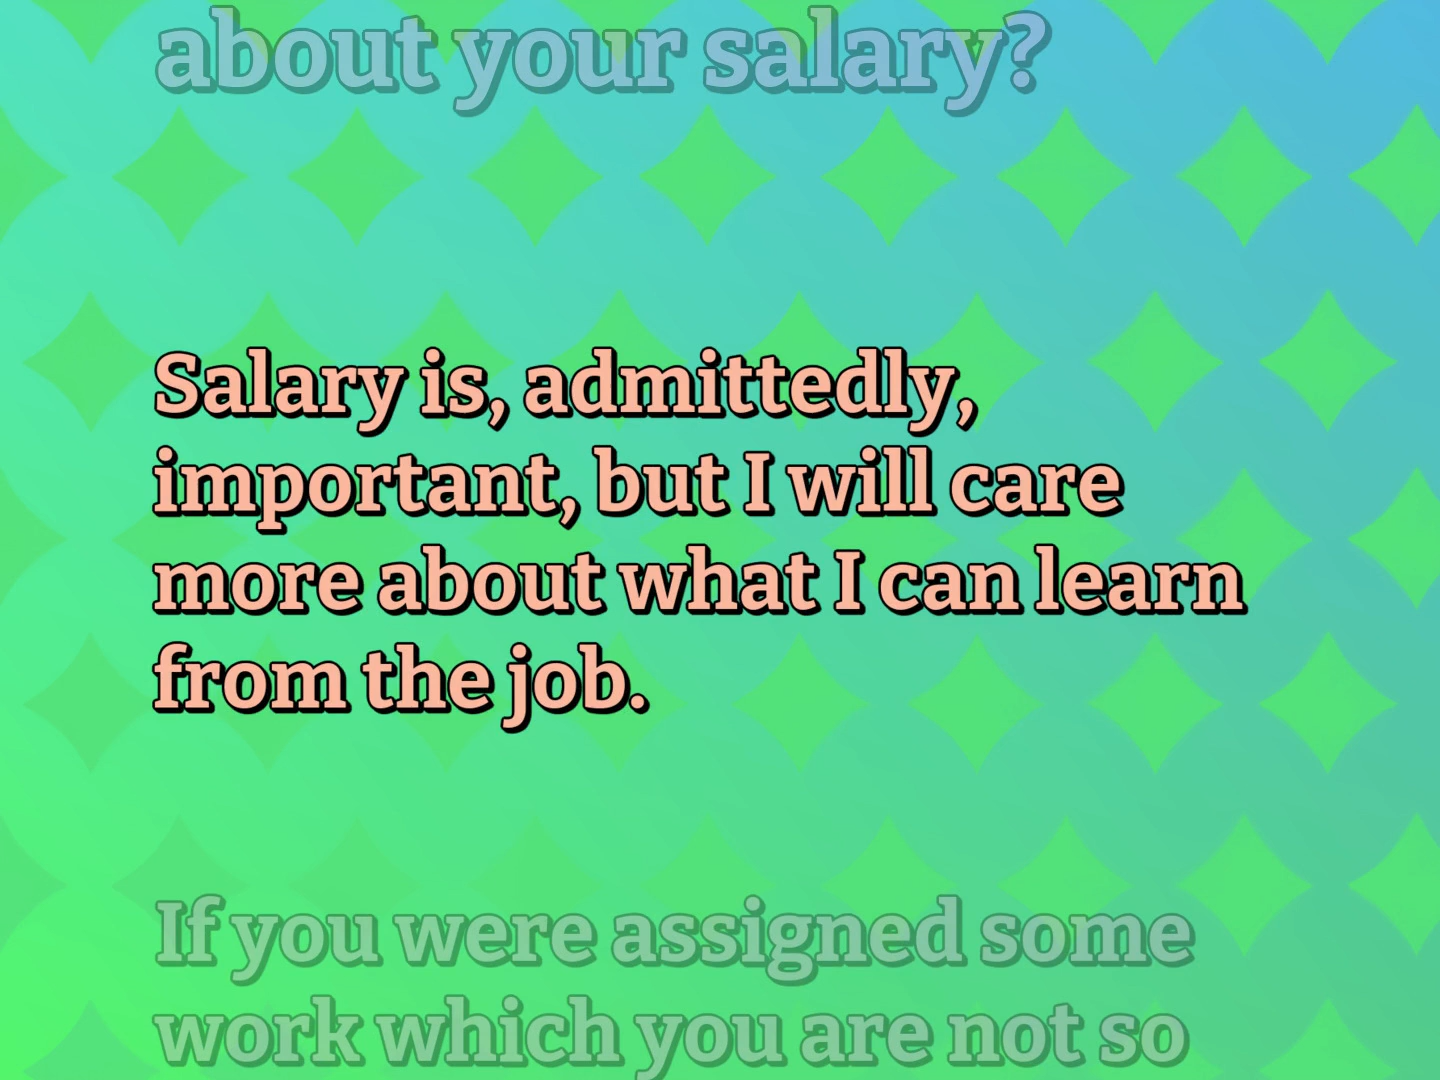 about your salary?
Salary is, admittedly,
important, but I will care
more about what I can learn
from the job.
If you were assigned some
work which you are not so